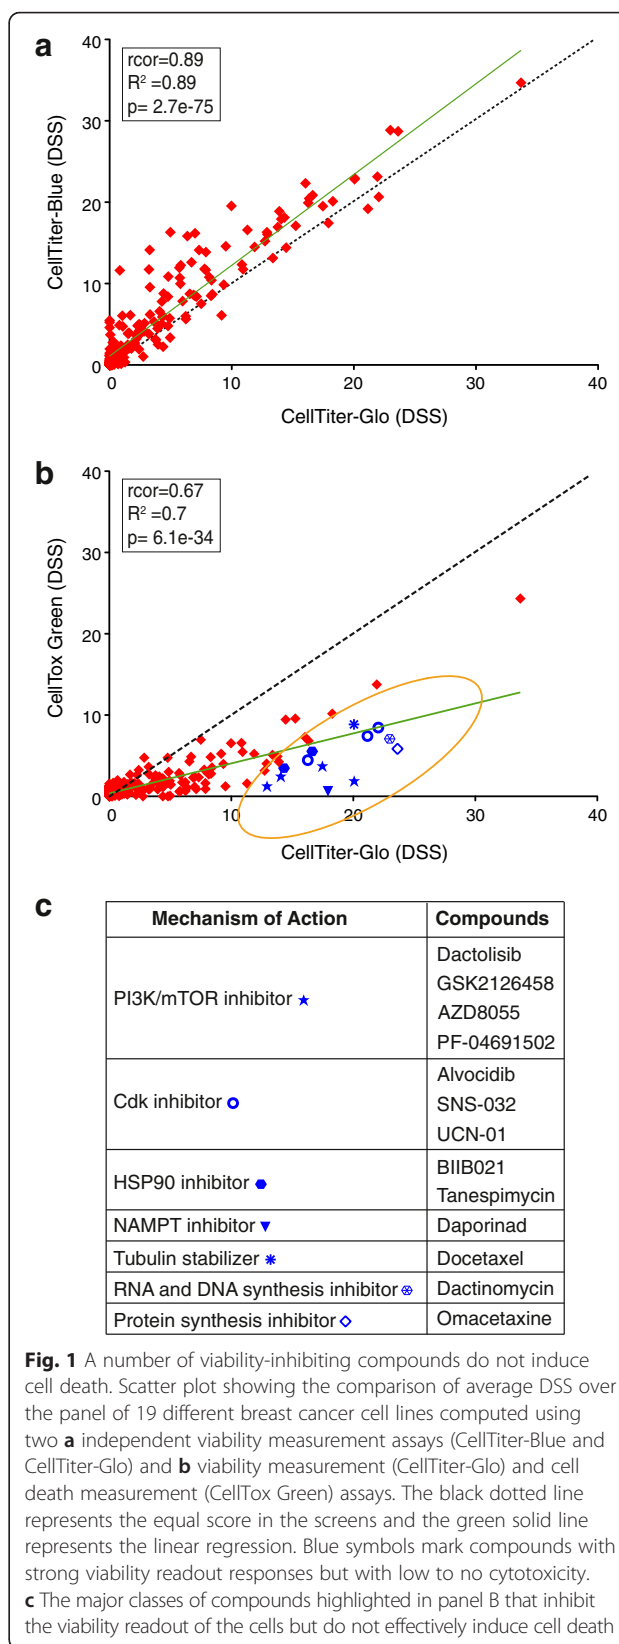 a
40
30
20
10
0
rcor=0.89
R² =0.89
p= 2.7e-75
CellTiter-Blue (DSS)
0 10 20 30 40
CellTiter-Glo (DSS)
b
40
30
20
10
0
rcor=0.67
R² =0.7
p= 6.1e-34
CellTox Green (DSS)
0 10 20 30 40
CellTiter-Glo (DSS)
c
Mechanism of Action Compounds
PI3K/mTOR inhibitor ★
Dactolisib
GSK2126458
AZD8055
PF-04691502
Cdk inhibitor
Alvocidib
SNS-032
UCN-01
HSP90 inhibitor
BIIB021
Tanespimycin
NAMPT inhibitor ▼ Daporinad
Tubulin stabilizer Docetaxel
RNA and DNA synthesis inhibitor Dactinomycin
Protein synthesis inhibitor ◇ Omacetaxine
Fig. 1 A number of viability-inhibiting compounds do not induce
cell death. Scatter plot showing the comparison of average DSS over
the panel of 19 different breast cancer cell lines computed using
two a independent viability measurement assays (CellTiter-Blue and
CellTiter-Glo) and b viability measurement (CellTiter-Glo) and cell
death measurement (CellTox Green) assays. The black dotted line
represents the equal score in the screens and the green solid line
represents the linear regression. Blue symbols mark compounds with
strong viability readout responses but with low to no cytotoxicity.
c The major classes of compounds highlighted in panel B that inhibit
the viability readout of the cells but do not effectively induce cell death